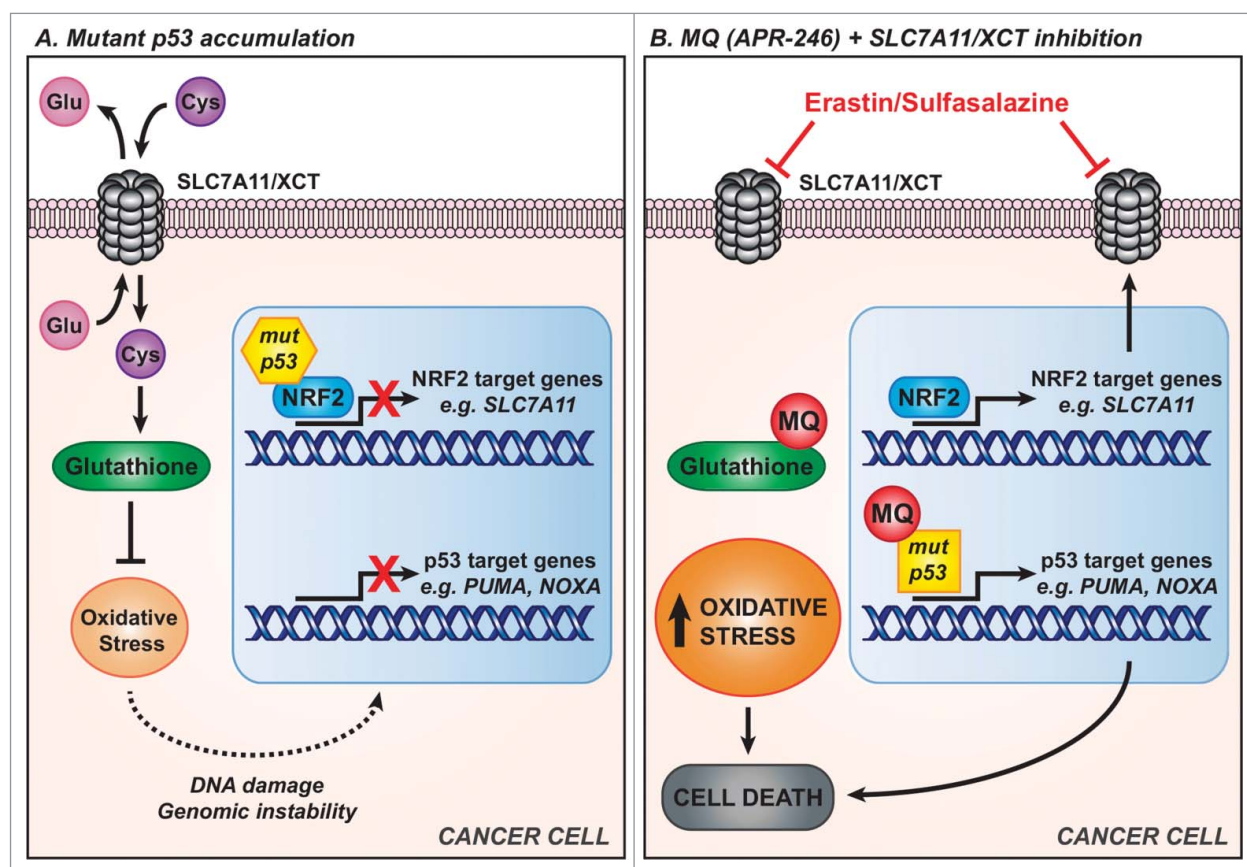 A. Mutant p53 accumulation
Glu
Cys
SLC7A11/XCT
Glu
Cys
Glutathione
Oxidative
Stress
DNA damage
Genomic instability
mut
p53
NRF2
X
NRF2 target genes
e.g. SLC7A11
X
p53 target genes
e.g. PUMA, NOXA
CANCER CELL
B. MQ (APR-246) + SLC7A11/XCT inhibition
Erastin/Sulfasalazine
SLC7A11/XCT
MQ
Glutathione
NRF2
NRF2 target genes
e.g. SLC7A11
MQ
mut
p53
p53 target genes
e.g. PUMA, NOXA
OXIDATIVE
STRESS
CELL DEATH
CANCER CELL